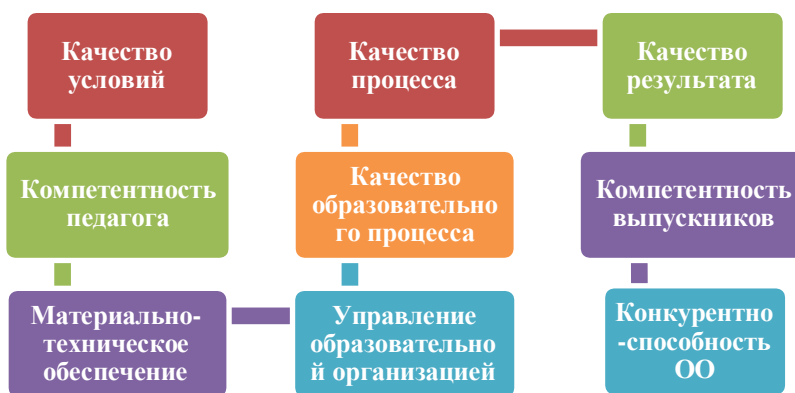 Качество
условий
Качество
процесса
Качество
результата
Компетентность
педагога
Качество
образовательно
го процесса
Компетентность
выпускников
Материально-
техническое
обеспечение
Управление
образовательно
й организацией
Конкурентно
-способность
ОО